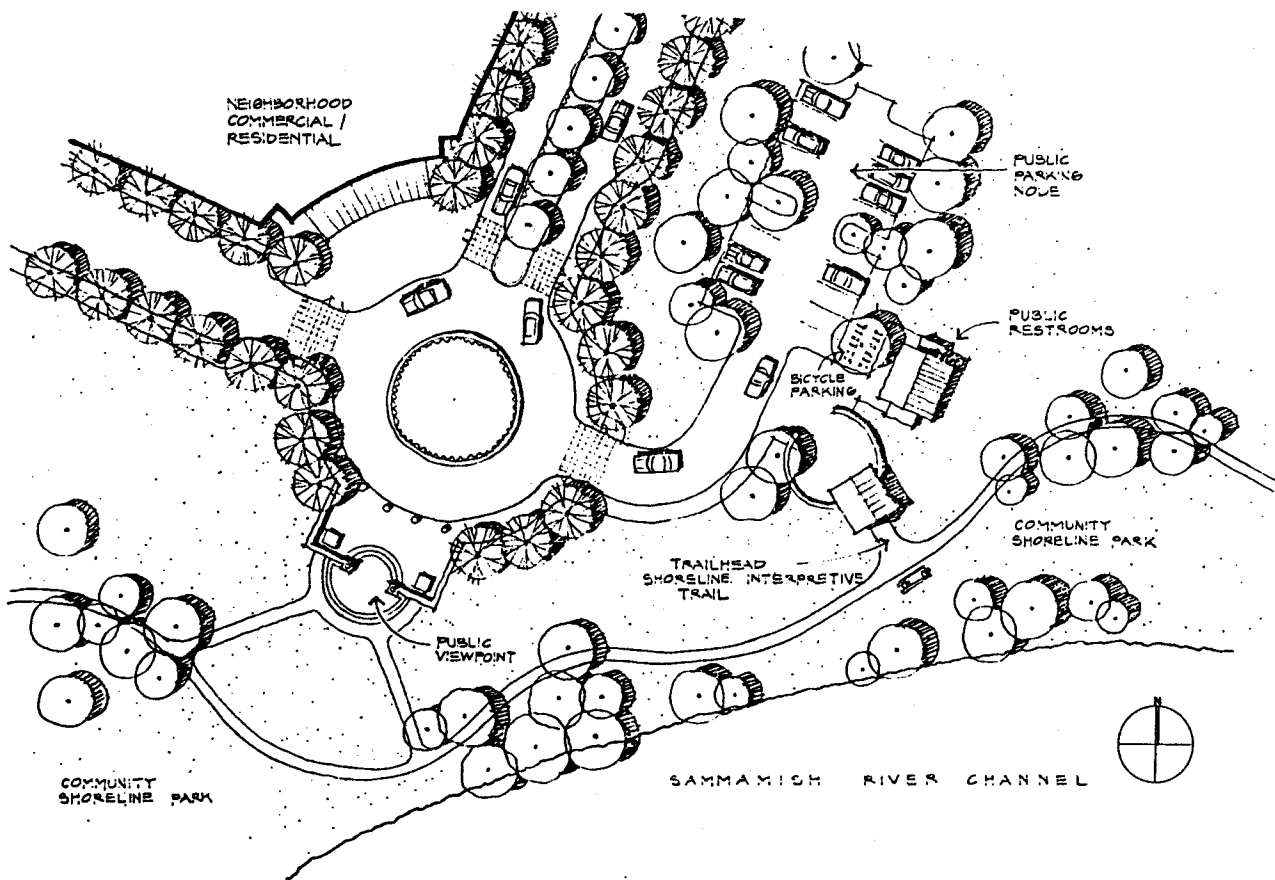 NEIGHBORHOOD
COMMERCIAL /
RESIDENTIAL
PUBLIC
PARKING
NODE
PUBLIC
RESTROOMS
BICYCLE
PARKING
TRAILHEAD
SHORELINE INTERPRETIVE
TRAIL
COMMUNITY
SHORELINE PARK
PUBLIC
VIEWPOINT
COMMUNITY
SHORELINE PARK
SAMMAMISH RIVER CHANNEL
N